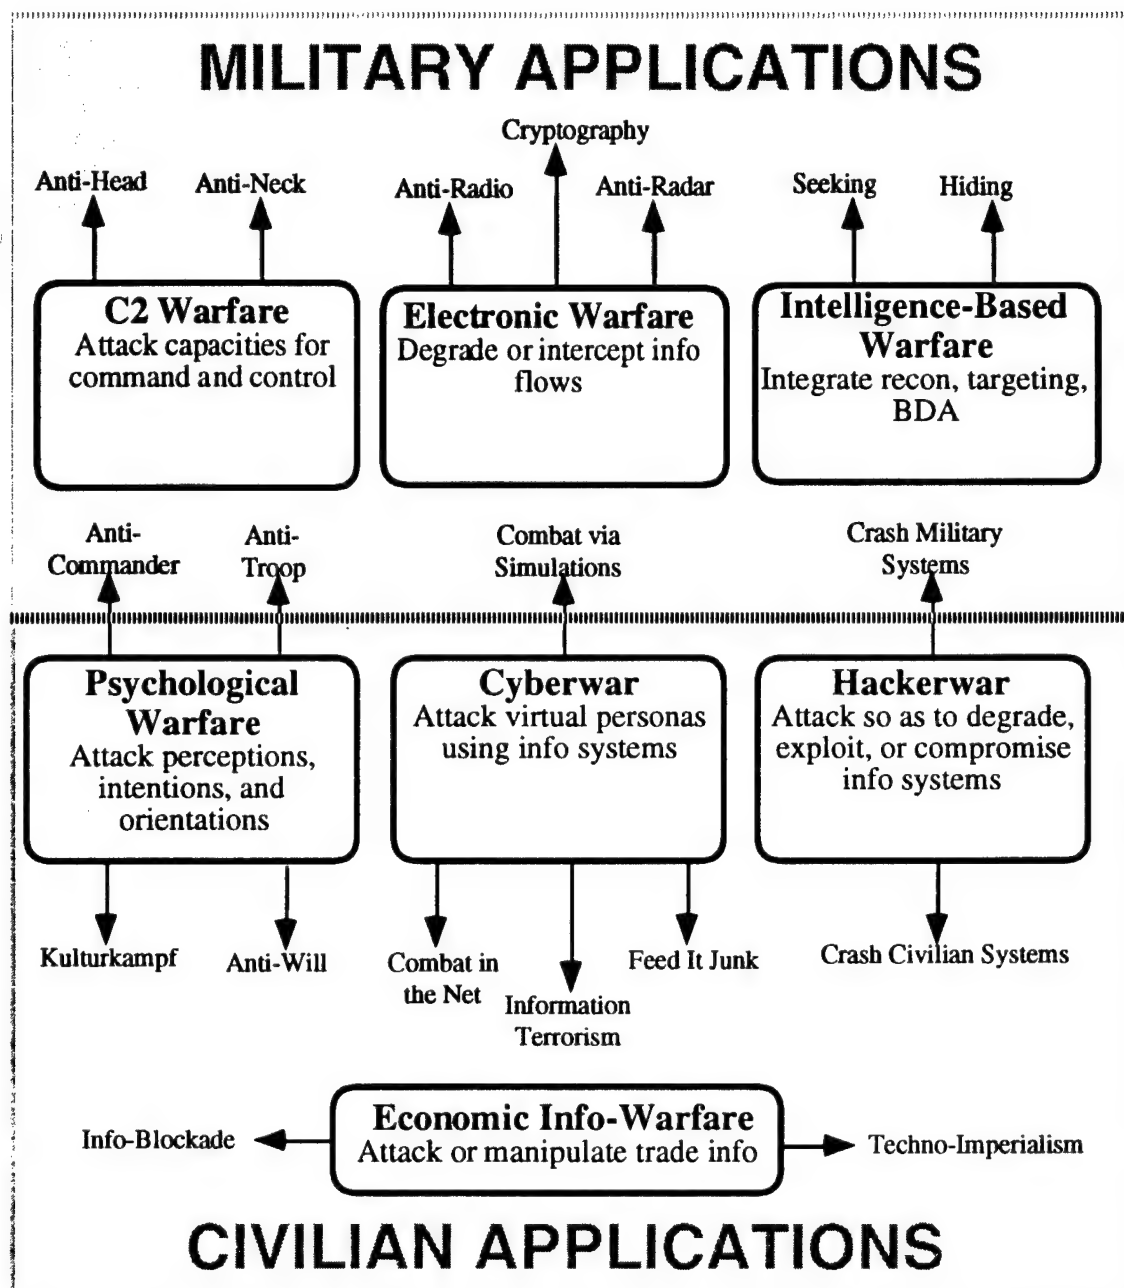 MILITARY APPLICATIONS
Cryptography
Anti-Head
Anti-Neck
Anti-Radio
Anti-Radar
Seeking
Hiding
C2 Warfare
Attack capacities for
command and control
Electronic Warfare
Degrade or intercept info
flows
Intelligence-Based
Warfare
Integrate recon, targeting,
BDA
Anti-
Commander
Anti-
Troop
Combat via
Simulations
Crash Military
Systems
Psychological
Warfare
Attack perceptions,
intentions, and
orientations
Cyberwar
Attack virtual personas
using info systems
Hackerwar
Attack so as to degrade,
exploit, or compromise
info systems
Kulturkampf
Anti-Will
Combat in
the Net
Information
Terrorism
Feed It Junk
Crash Civilian Systems
Economic Info-Warfare
Attack or manipulate trade info
Info-Blockade
Techno-Imperialism
CIVILIAN APPLICATIONS